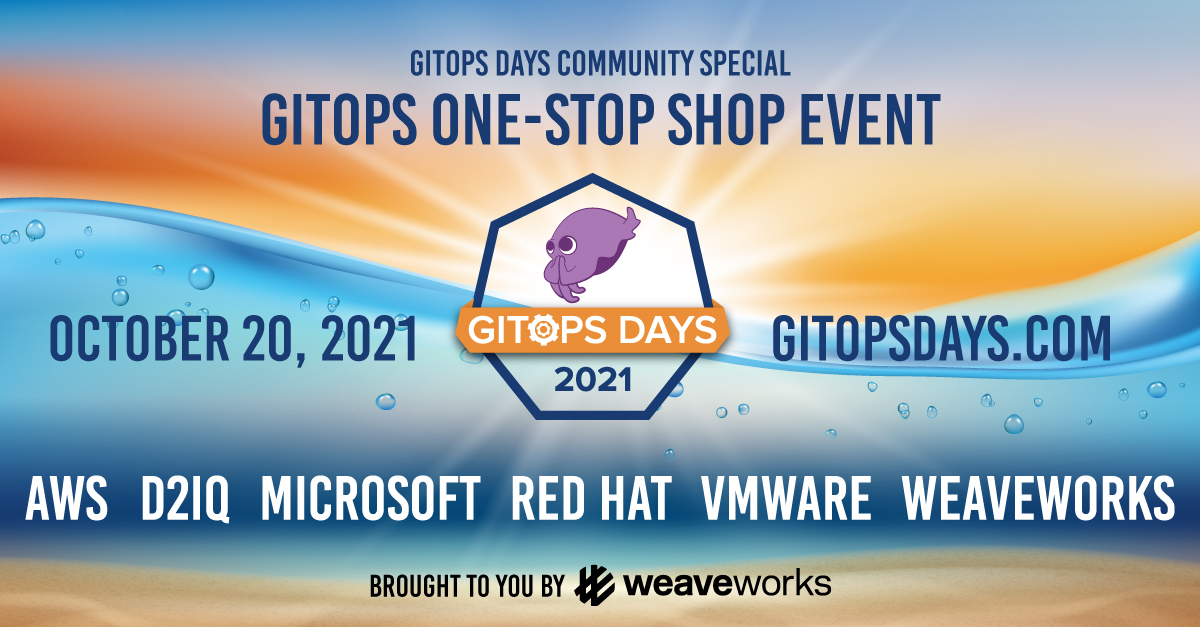 GITOPS DAYS COMMUNITY SPECIAL
GITOPS ONE-STOP SHOP EVENT
OCTOBER 20, 2021
GITOPS DAYS
2021
GITOPSDAYS.COM
AWS D2IQ MICROSOFT RED HAT VMWARE WEAVEWORKS
BROUGHT TO YOU BY weaveworks